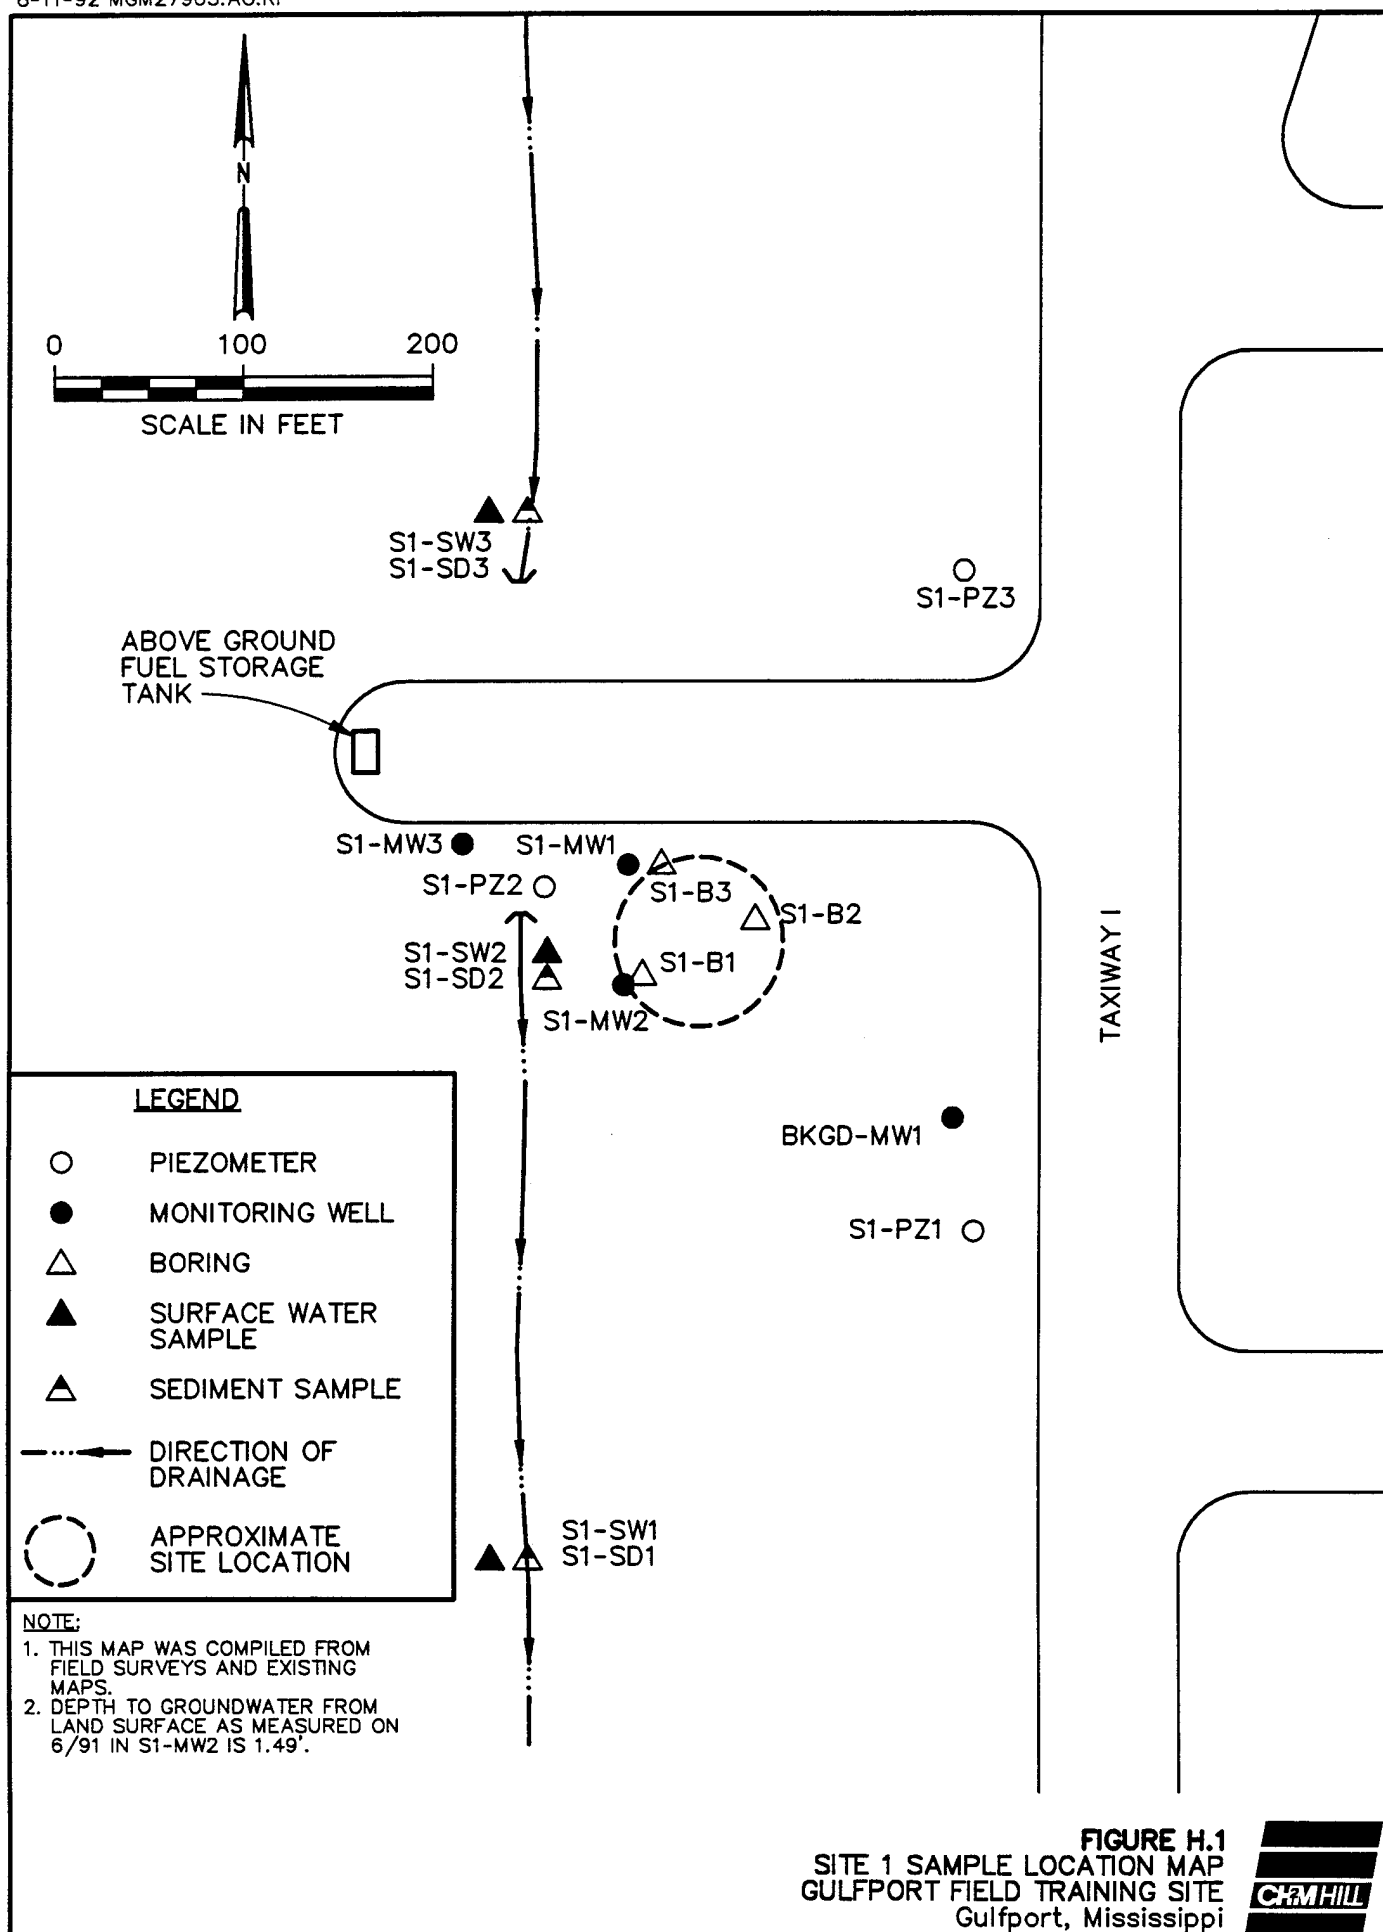 N
0 100 200
SCALE IN FEET
S1-SW3
S1-SD3
S1-PZ3
ABOVE GROUND
FUEL STORAGE
TANK
S1-MW3
S1-MW1
S1-PZ2
S1-B3
S1-B2
S1-SW2
S1-SD2
S1-B1
S1-MW2
TAXIWAY I
BKGD-MW1
S1-PZ1
LEGEND
PIEZOMETER
MONITORING WELL
BORING
SURFACE WATER
SAMPLE
SEDIMENT SAMPLE
DIRECTION OF
DRAINAGE
APPROXIMATE
SITE LOCATION
S1-SW1
S1-SD1
NOTE:
1. THIS MAP WAS COMPILED FROM
FIELD SURVEYS AND EXISTING
MAPS.
2. DEPTH TO GROUNDWATER FROM
LAND SURFACE AS MEASURED ON
6/91 IN S1-MW2 IS 1.49'.
FIGURE H.1
SITE 1 SAMPLE LOCATION MAP
GULFPORT FIELD TRAINING SITE
Gulfport, Mississippi
CH2M HILL